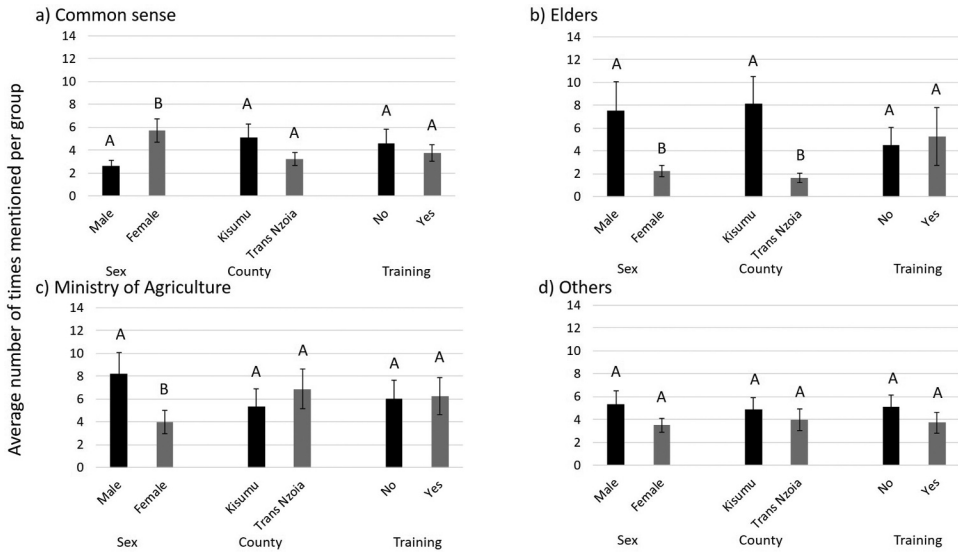 Average number of times mentioned per group
a) Common sense
14
12
10
8
6
4
2
0
A
B
A
A
A
A
Male
Female
Kisumu
Trans Nzoia
No
Yes
Sex
County
Training
b) Elders
14
12
10
8
6
4
2
0
A
B
A
B
A
A
Male
Female
Kisumu
Trans Nzoia
No
Yes
Sex
County
Training
c) Ministry of Agriculture
14
12
10
8
6
4
2
0
A
B
A
A
A
A
Male
Female
Kisumu
Trans Nzoia
No
Yes
Sex
County
Training
d) Others
14
12
10
8
6
4
2
0
A
A
A
A
A
A
Male
Female
Kisumu
Trans Nzoia
No
Yes
Sex
County
Training